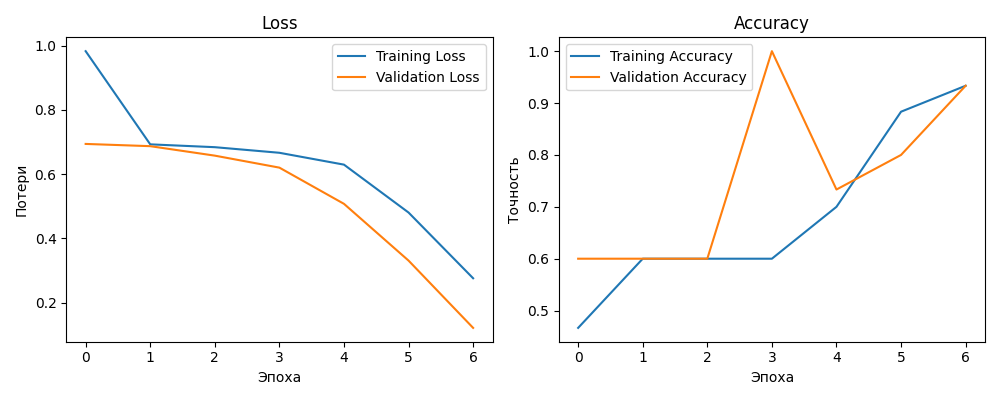 Loss
Training Loss
Validation Loss
1.0
0.8
0.6
0.4
0.2
Потери
0 1 2 3 4 5 6
Эпоха
Accuracy
Training Accuracy
Validation Accuracy
1.0
0.9
0.8
0.7
0.6
0.5
Точность
0 1 2 3 4 5 6
Эпоха